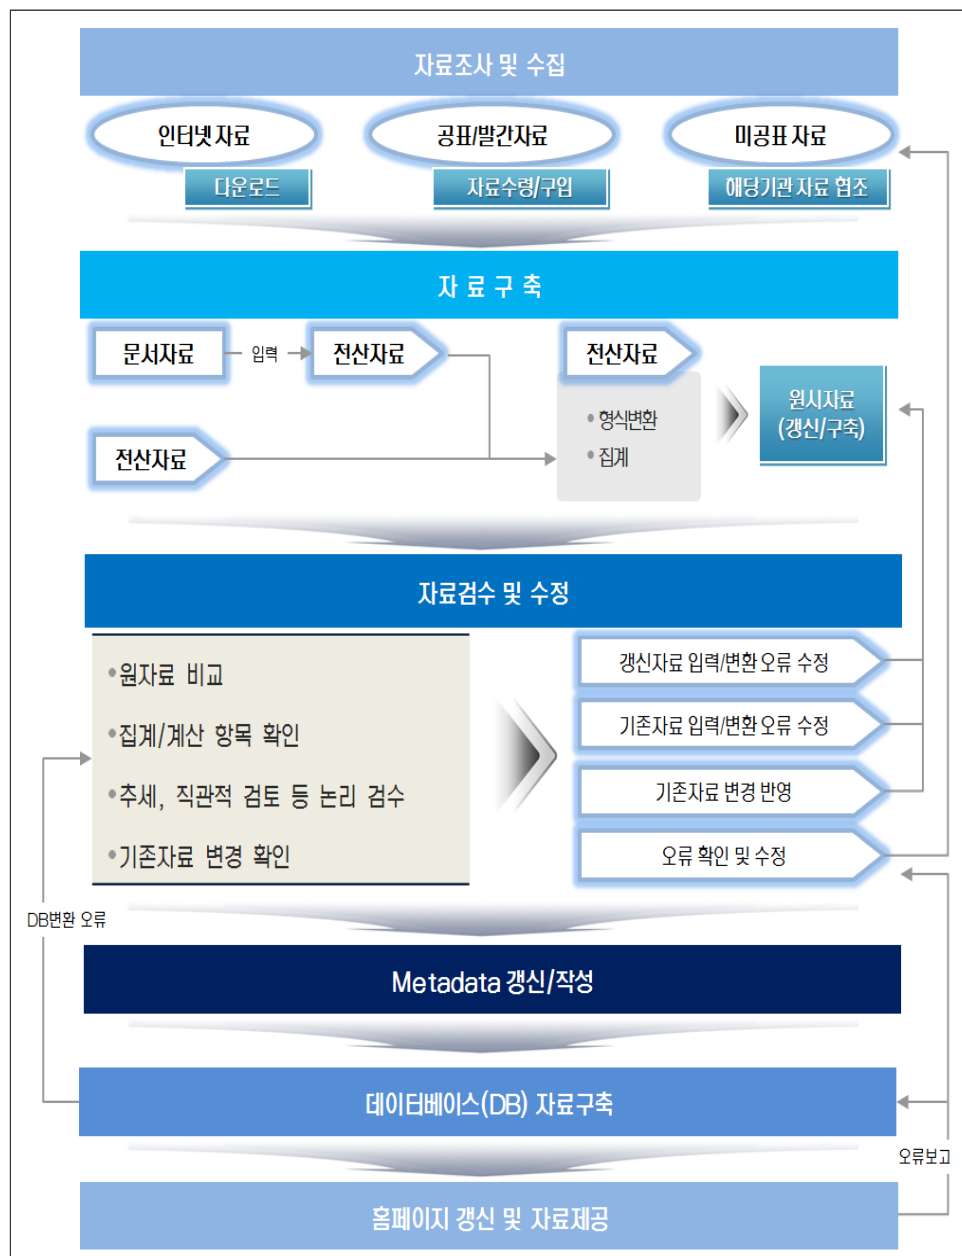 자료조사 및 수집
인터넷 자료
공표/발간자료
미공표 자료
다운로드
자료수령/구입
해당기관 자료 협조
자 료 구 축
문서자료
입력
전산자료
전산자료
원시자료
(갱신/구축)
형식변환
집계
전산자료
자료검수 및 수정
원자료 비교
집계/계산 항목 확인
추세, 직관적 검토 등 논리 검수
기존자료 변경 확인
갱신자료 입력/변환 오류 수정
기존자료 입력/변환 오류 수정
기존자료 변경 반영
오류 확인 및 수정
DB변환 오류
Metadata 갱신/작성
데이터베이스(DB) 자료구축
오류보고
홈페이지 갱신 및 자료제공